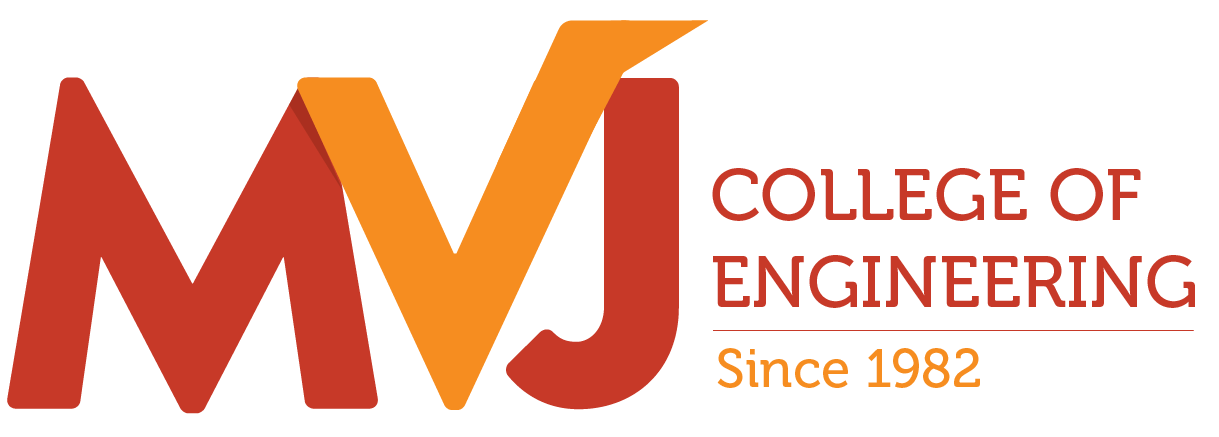 MVJ
COLLEGE OF
ENGINEERING
Since 1982